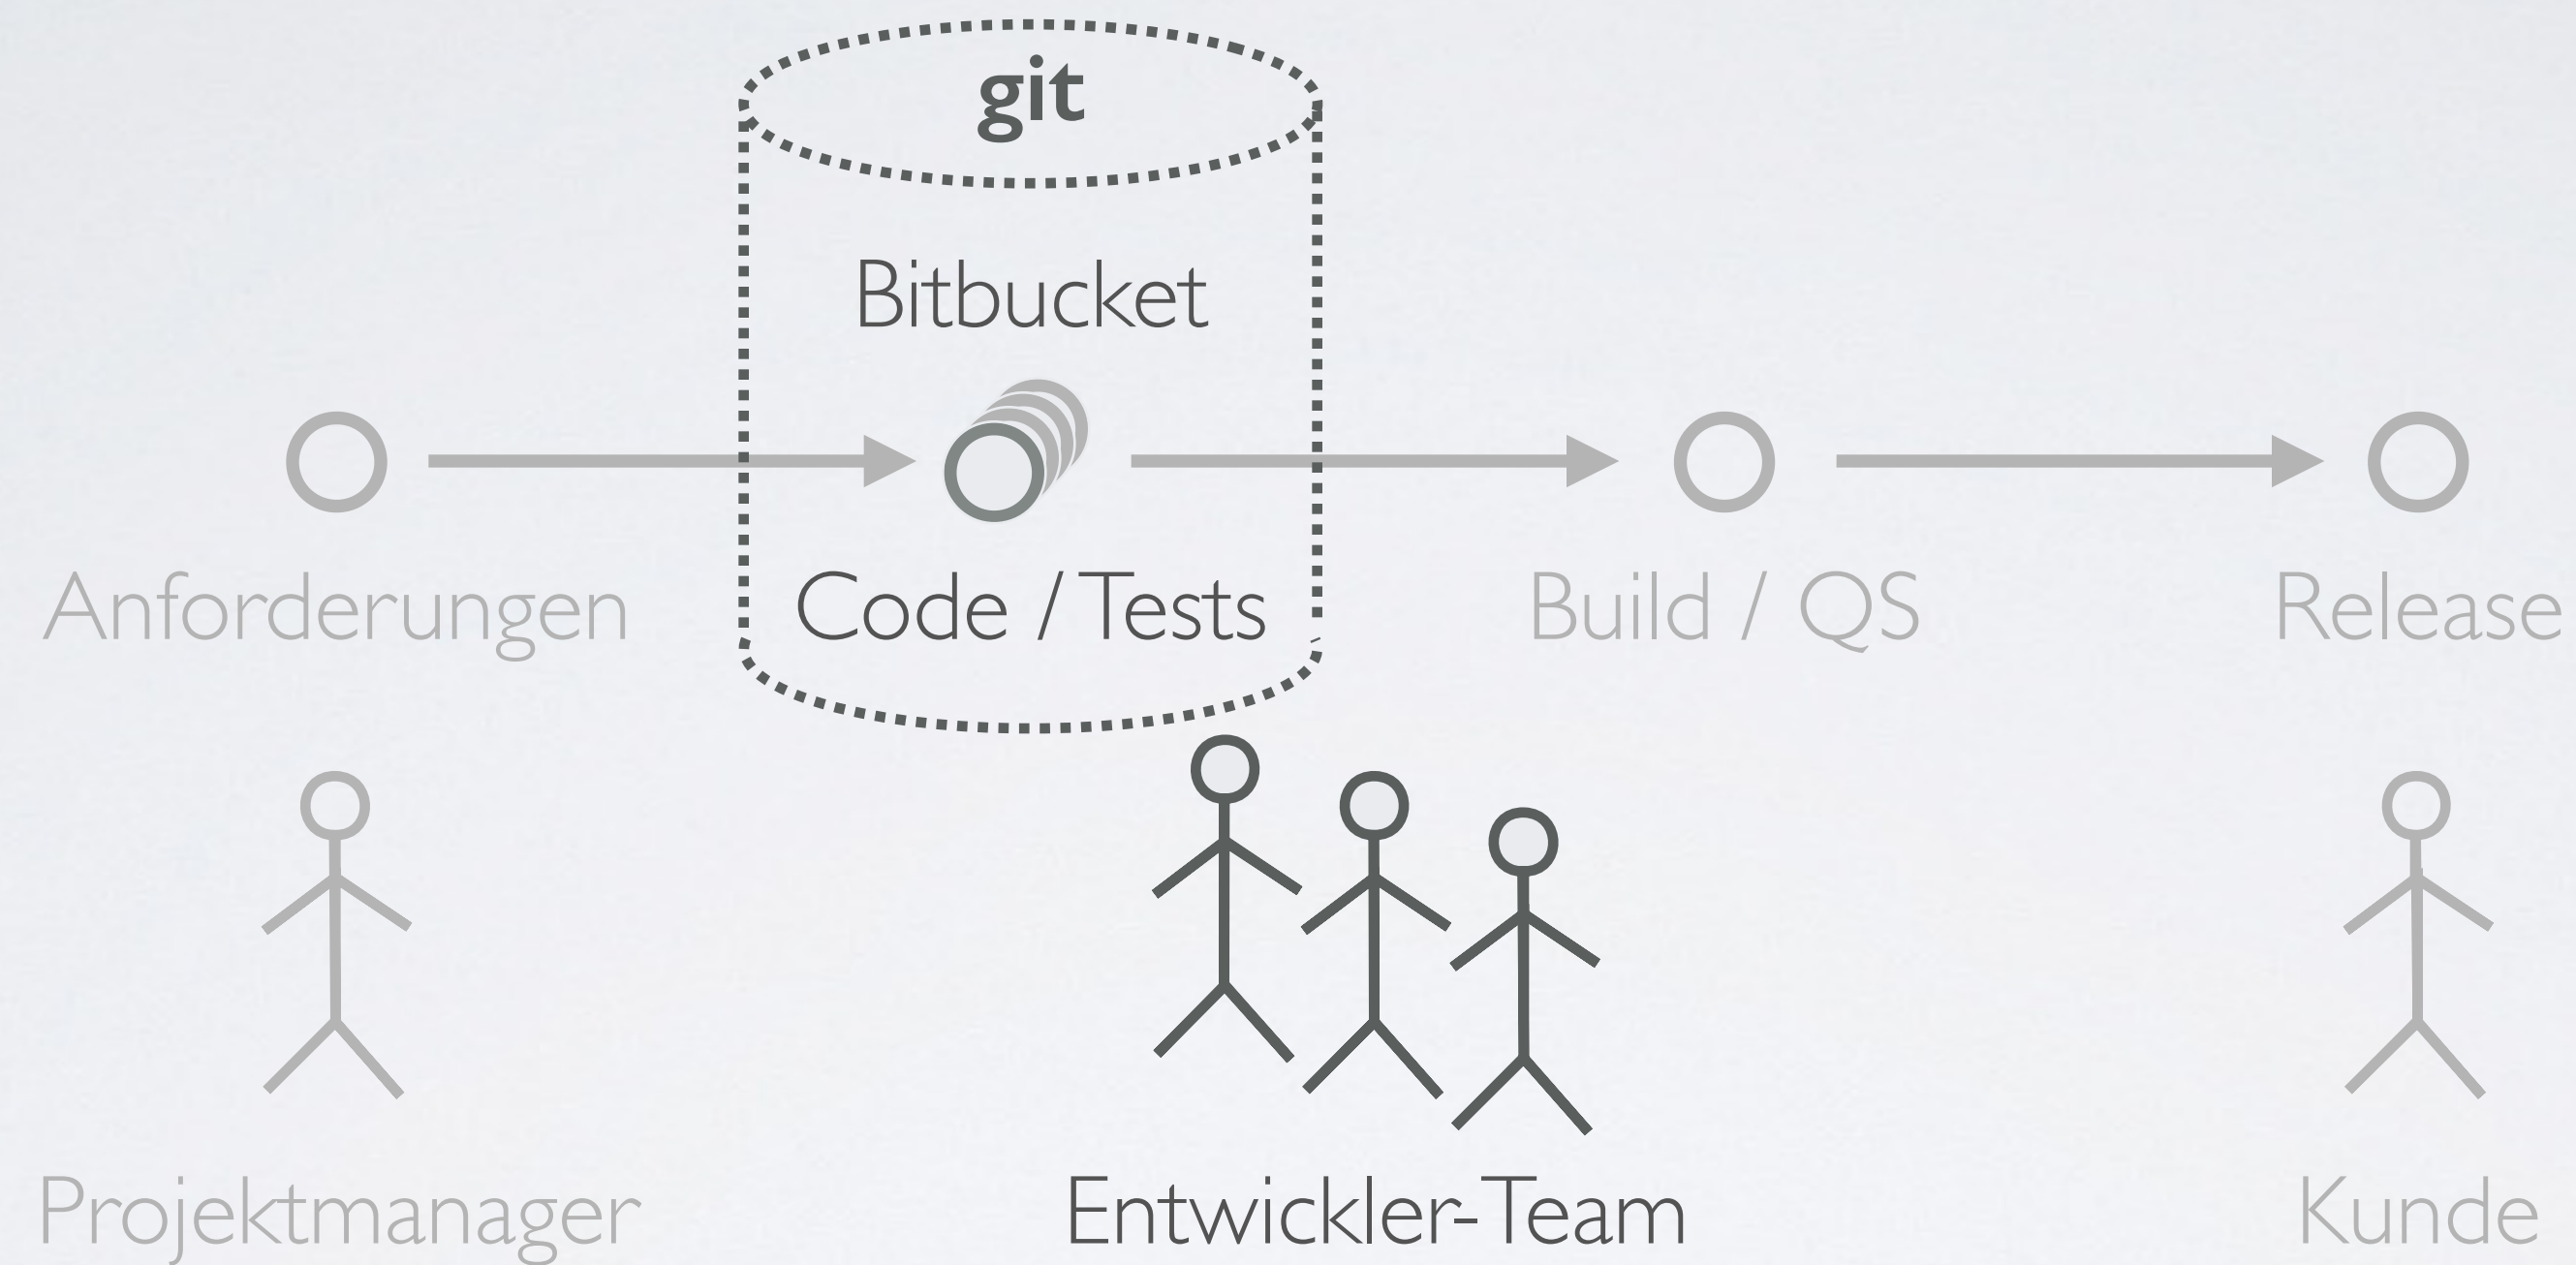 git
Bitbucket
Anforderungen
Code / Tests
Build / QS
Release
Projektmanager
Entwickler-Team
Kunde